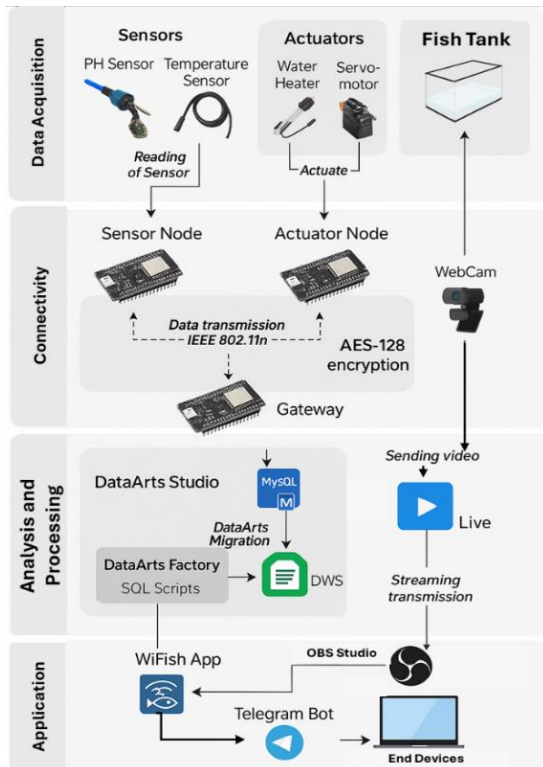 Data Acquisition
Sensors
PH Sensor
Temperature
Sensor
Reading
of Sensor
Actuators
Water
Heater
Servo-
motor
Actuate
Fish Tank
Connectivity
Sensor Node
Actuator Node
Data transmission
IEEE 802.11n
AES-128
encryption
Gateway
WebCam
Analysis and
Processing
DataArts Studio
MySQL
M
DataArts
Migration
DataArts Factory
SQL Scripts
DWS
Sending video
Live
Streaming
transmission
Application
WiFish App
OBS Studio
Telegram Bot
End Devices